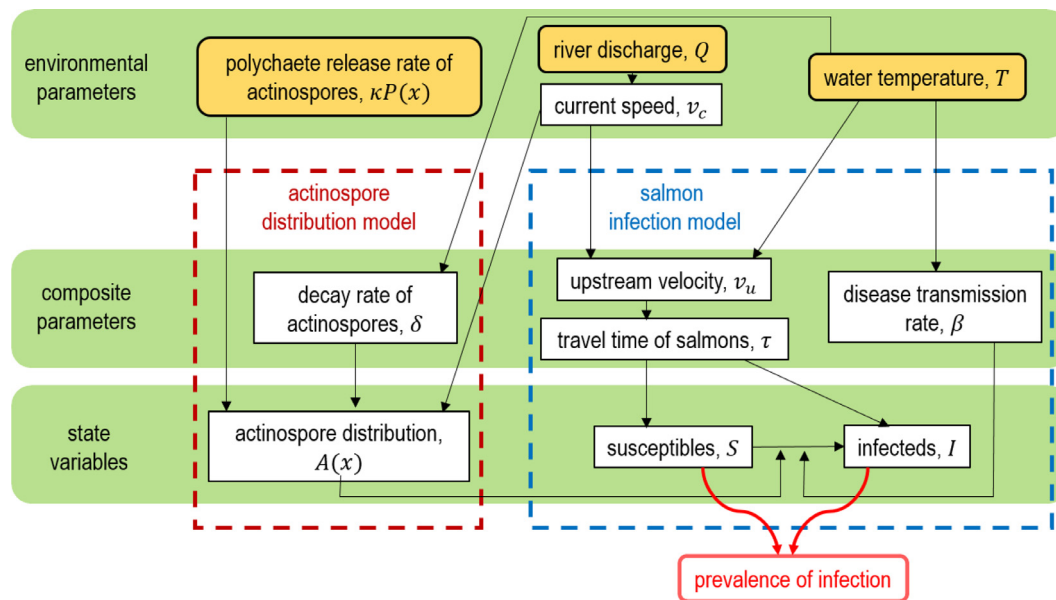 environmental
parameters
polychaete release rate of
actinospores, κP(x)
river discharge, Q
current speed, v_c
water temperature, T
actinospore
distribution model
salmon
infection model
composite
parameters
decay rate of
actinospores, δ
upstream velocity, v_u
travel time of salmons, τ
disease transmission
rate, β
state
variables
actinospore distribution,
A(x)
susceptibles, S
infecteds, I
prevalence of infection